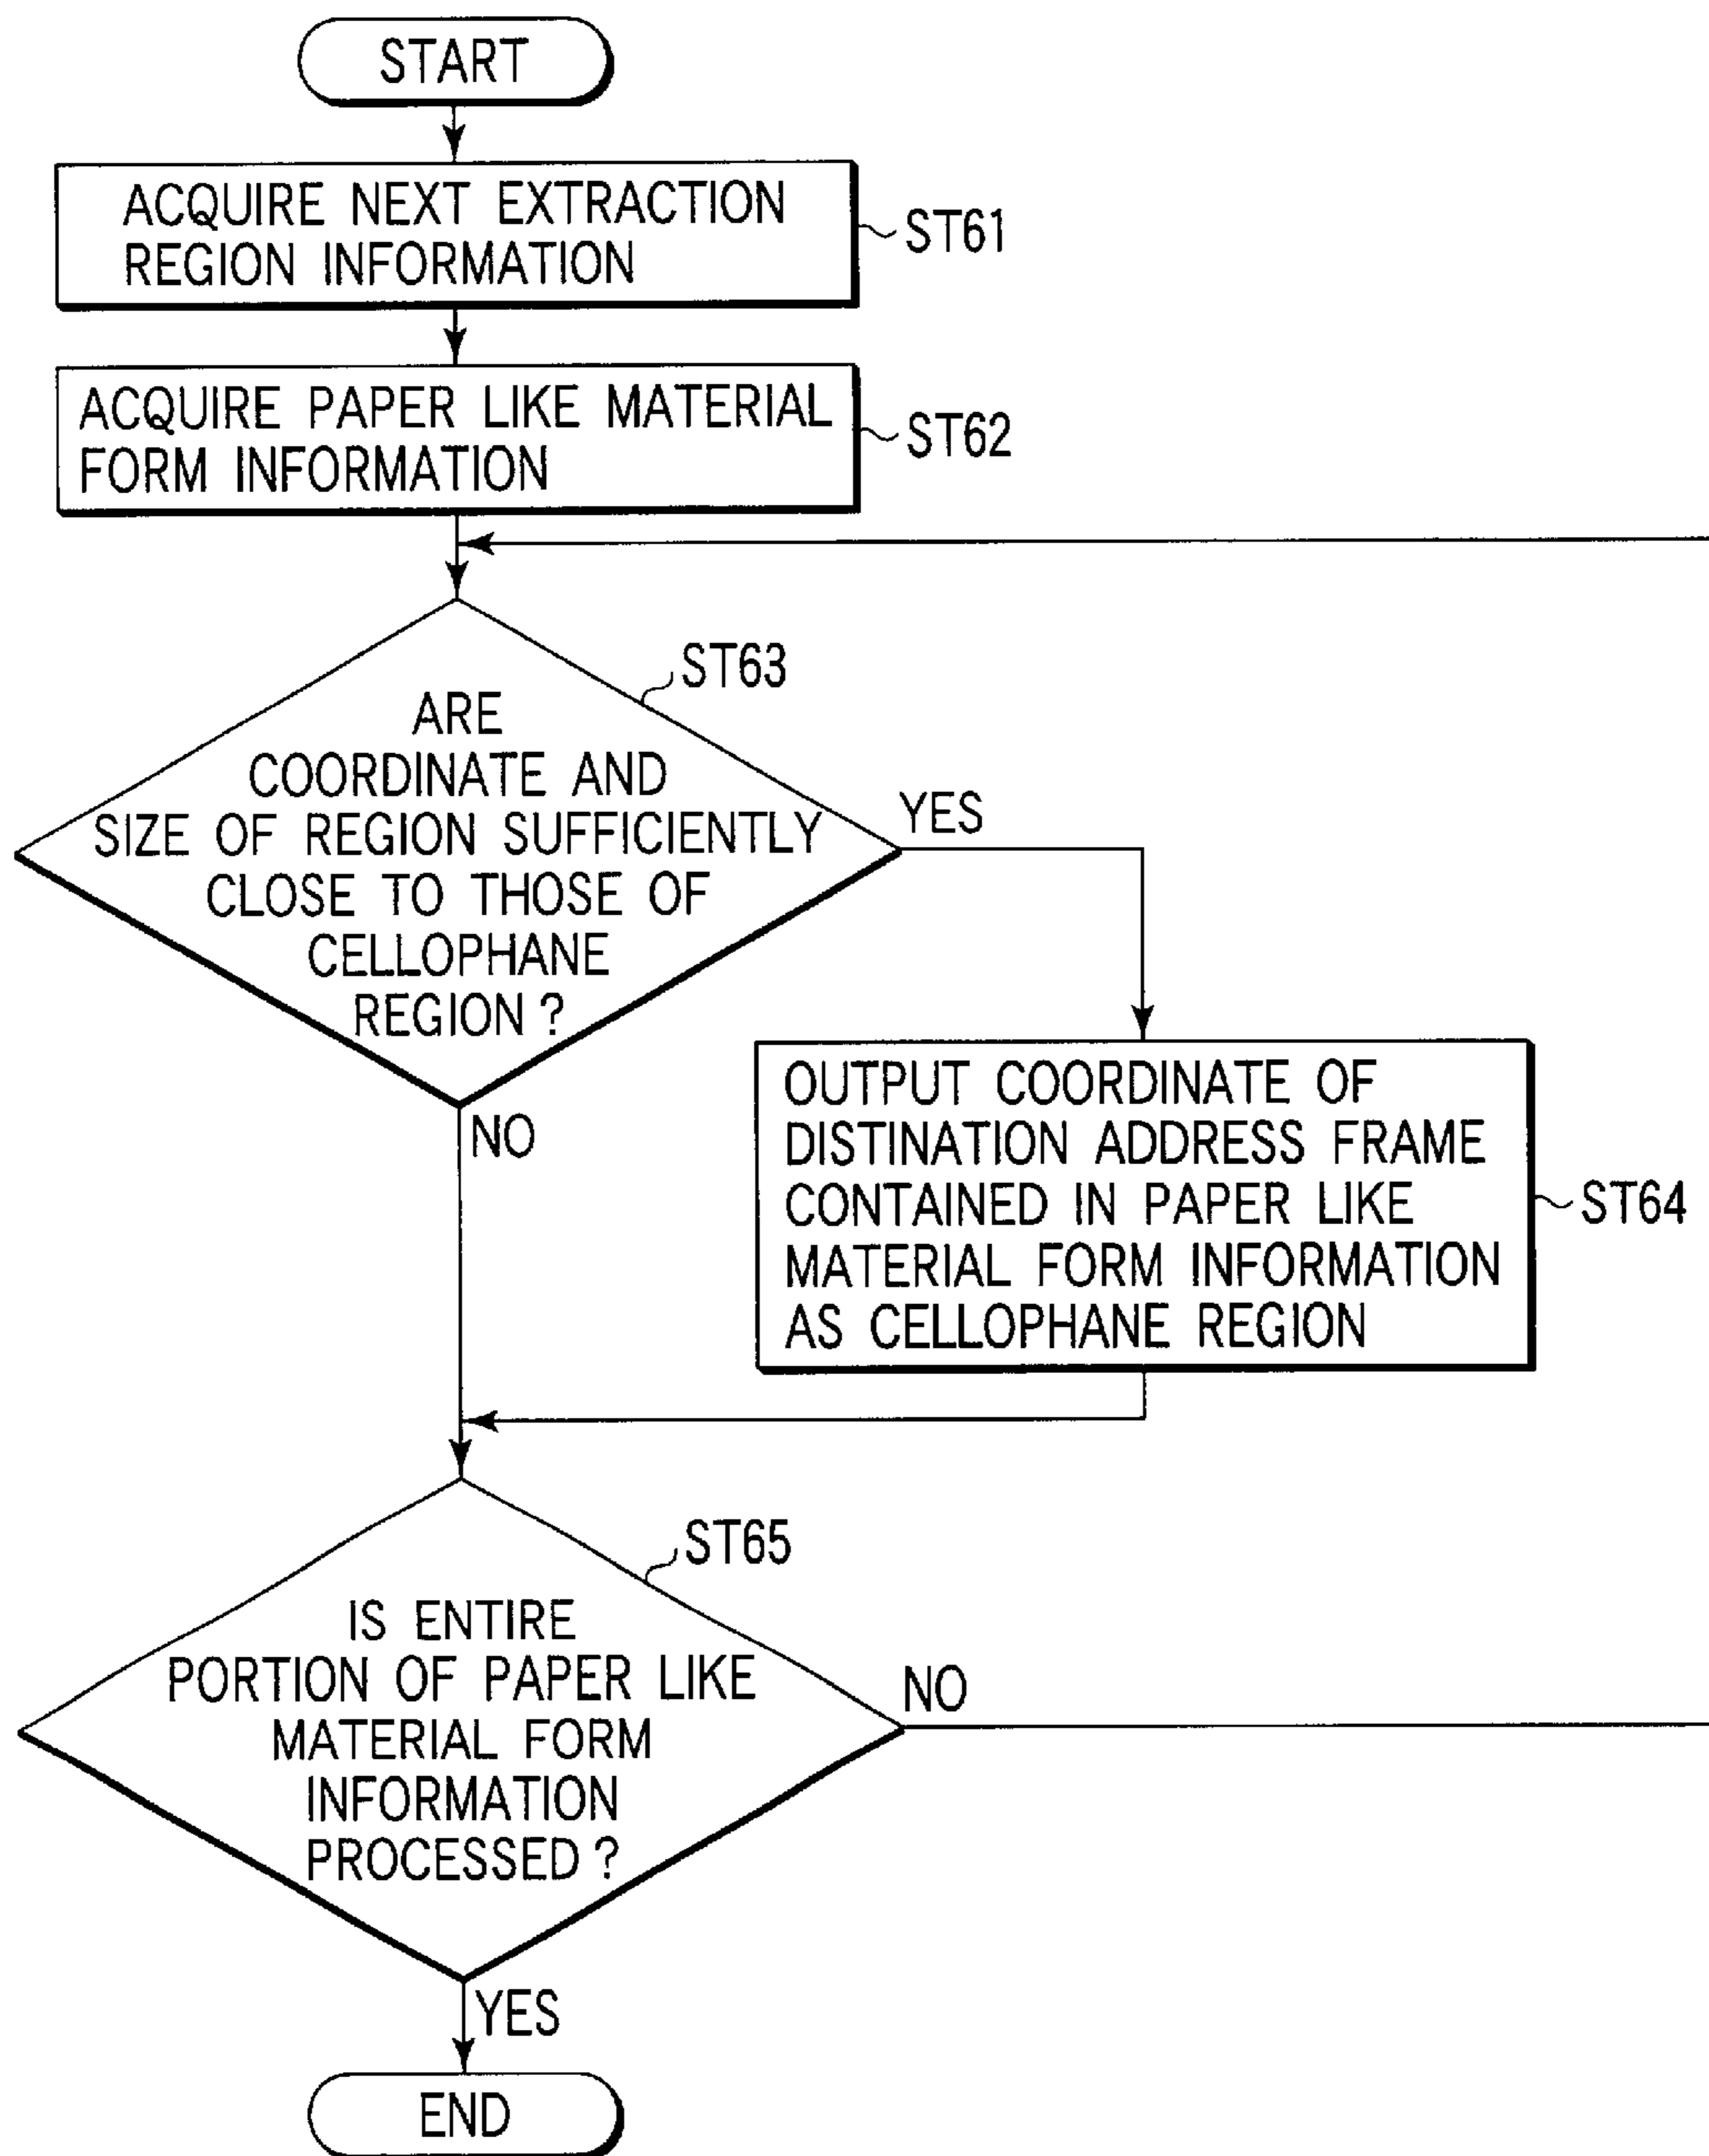 START
ACQUIRE NEXT EXTRACTION
REGION INFORMATION
ST61
ACQUIRE PAPER LIKE MATERIAL
FORM INFORMATION
ST62
ST63
ARE
COORDINATE AND
SIZE OF REGION SUFFICIENTLY
CLOSE TO THOSE OF
CELLOPHANE
REGION?
YES
NO
OUTPUT COORDINATE OF
DISTINATION ADDRESS FRAME
CONTAINED IN PAPER LIKE
MATERIAL FORM INFORMATION
AS CELLOPHANE REGION
ST64
ST65
IS ENTIRE
PORTION OF PAPER LIKE
MATERIAL FORM
INFORMATION
PROCESSED?
NO
YES
END